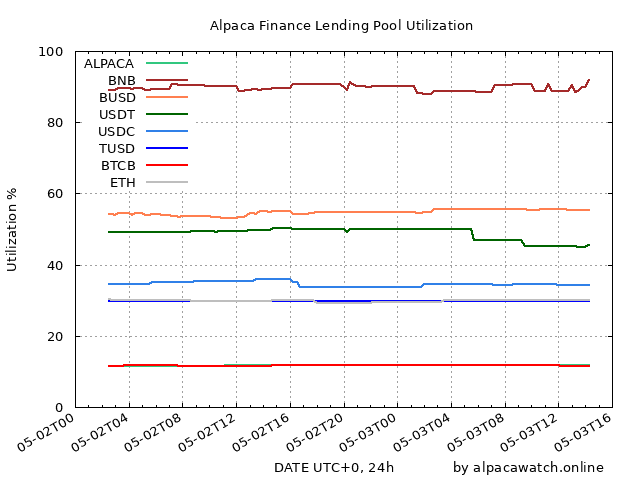 Alpaca Finance Lending Pool Utilization
Utilization %
100
80
60
40
20
0
ALPACA
BNB
BUSD
USDT
USDC
TUSD
BTCB
ETH
05-02T00
05-02T04
05-02T08
05-02T12
05-02T16
05-02T20
05-03T00
05-03T04
05-03T08
05-03T12
05-03T16
DATE UTC+0, 24h
by alpacawatch.online